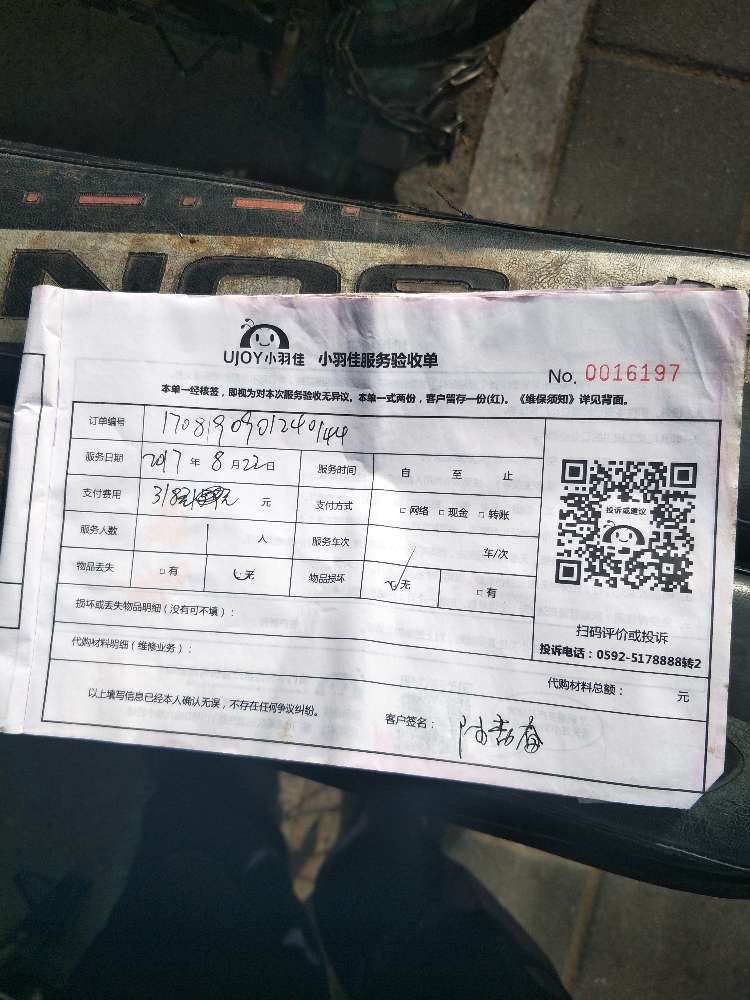 UJOY小羽佳 小羽佳服务验收单
No. 0016197
本单一经核签，即视为对本次服务验收无异议。本单一式两份，客户留存一份(红)。《维保须知》详见背面。
订单编号 1708190901240144
服务日期 2017 年 8 月 22 日 服务时间 自 至 止
支付费用 318元 元 支付方式 □ 网络 □ 现金 □ 转账
服务人数 人 服务车次 车/次
物品丢失 □ 有 ✓ 无 物品损坏 ✓ 无 □ 有
投诉或建议
扫码评价或投诉
投诉电话：0592-5178888转2
损坏或丢失物品明细（没有可不填）：
代购材料明细（维修业务）：
代购材料总额： 元
以上填写信息已经本人确认无误，不存在任何争议纠纷。 客户签名：